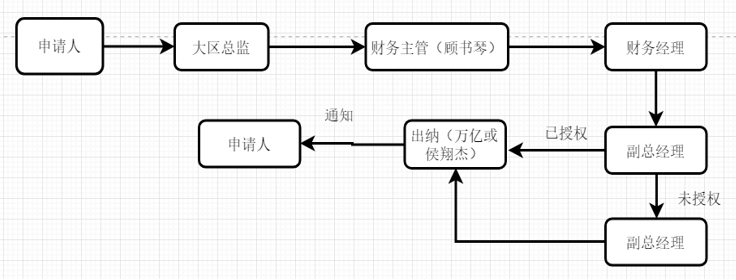 申请人
大区总监
财务主管（顾书琴）
财务经理
通知
申请人
出纳（万亿或
侯翔杰）
已授权
副总经理
未授权
副总经理